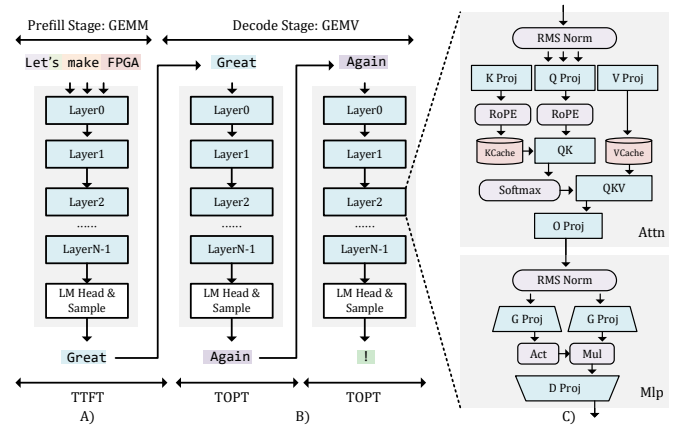 Prefill Stage: GEMM
Decode Stage: GEMV
Let's make FPGA
Layer0
Layer1
Layer2
......
LayerN-1
LM Head &
Sample
Great
TTFT
A)
Great
Layer0
Layer1
Layer2
......
LayerN-1
LM Head &
Sample
Again
TOPT
B)
Again
Layer0
Layer1
Layer2
......
LayerN-1
LM Head &
Sample
!
TOPT
RMS Norm
K Proj
Q Proj
V Proj
RoPE
RoPE
KCache
QK
VCache
Softmax
QKV
O Proj
Attn
RMS Norm
G Proj
G Proj
Act
Mul
D Proj
Mlp
C)